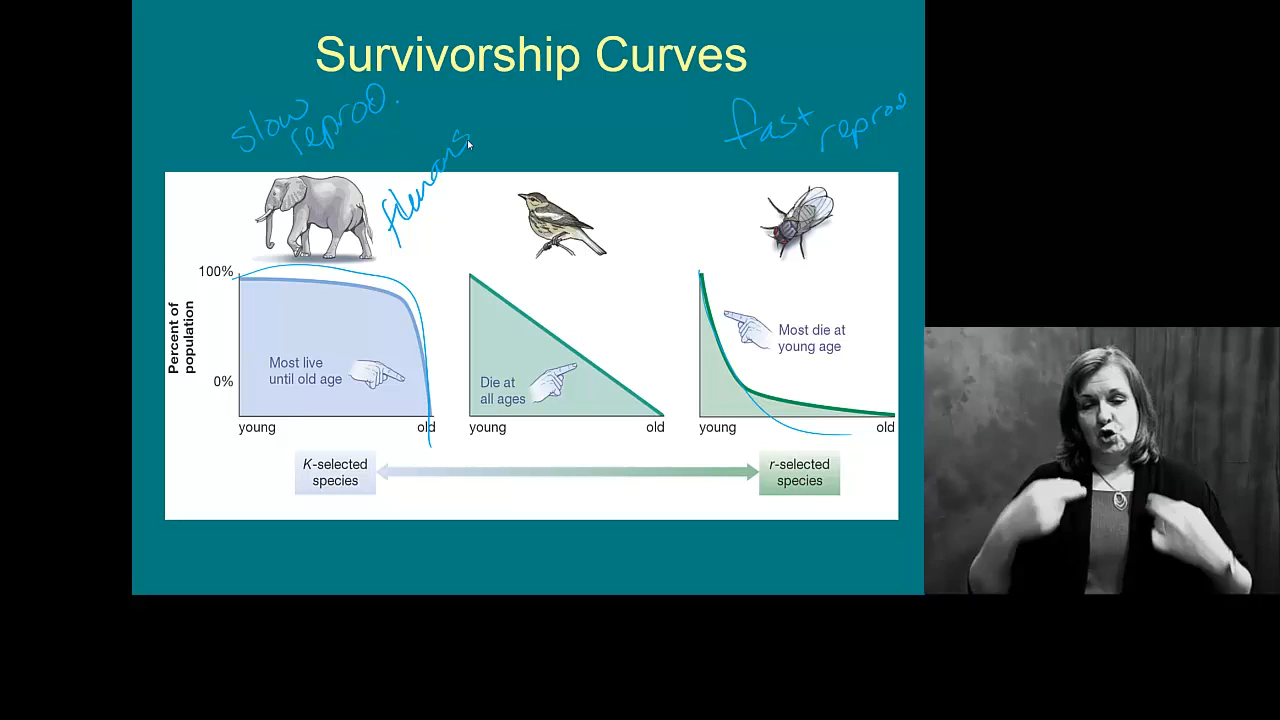 Survivorship Curves
slow
reprod.
Humans
fast reprod
100%
Percent of
population
0%
Most live
until old age
young
old
Die at
all ages
young
old
Most die at
young age
young
old
K-selected
species
r-selected
species